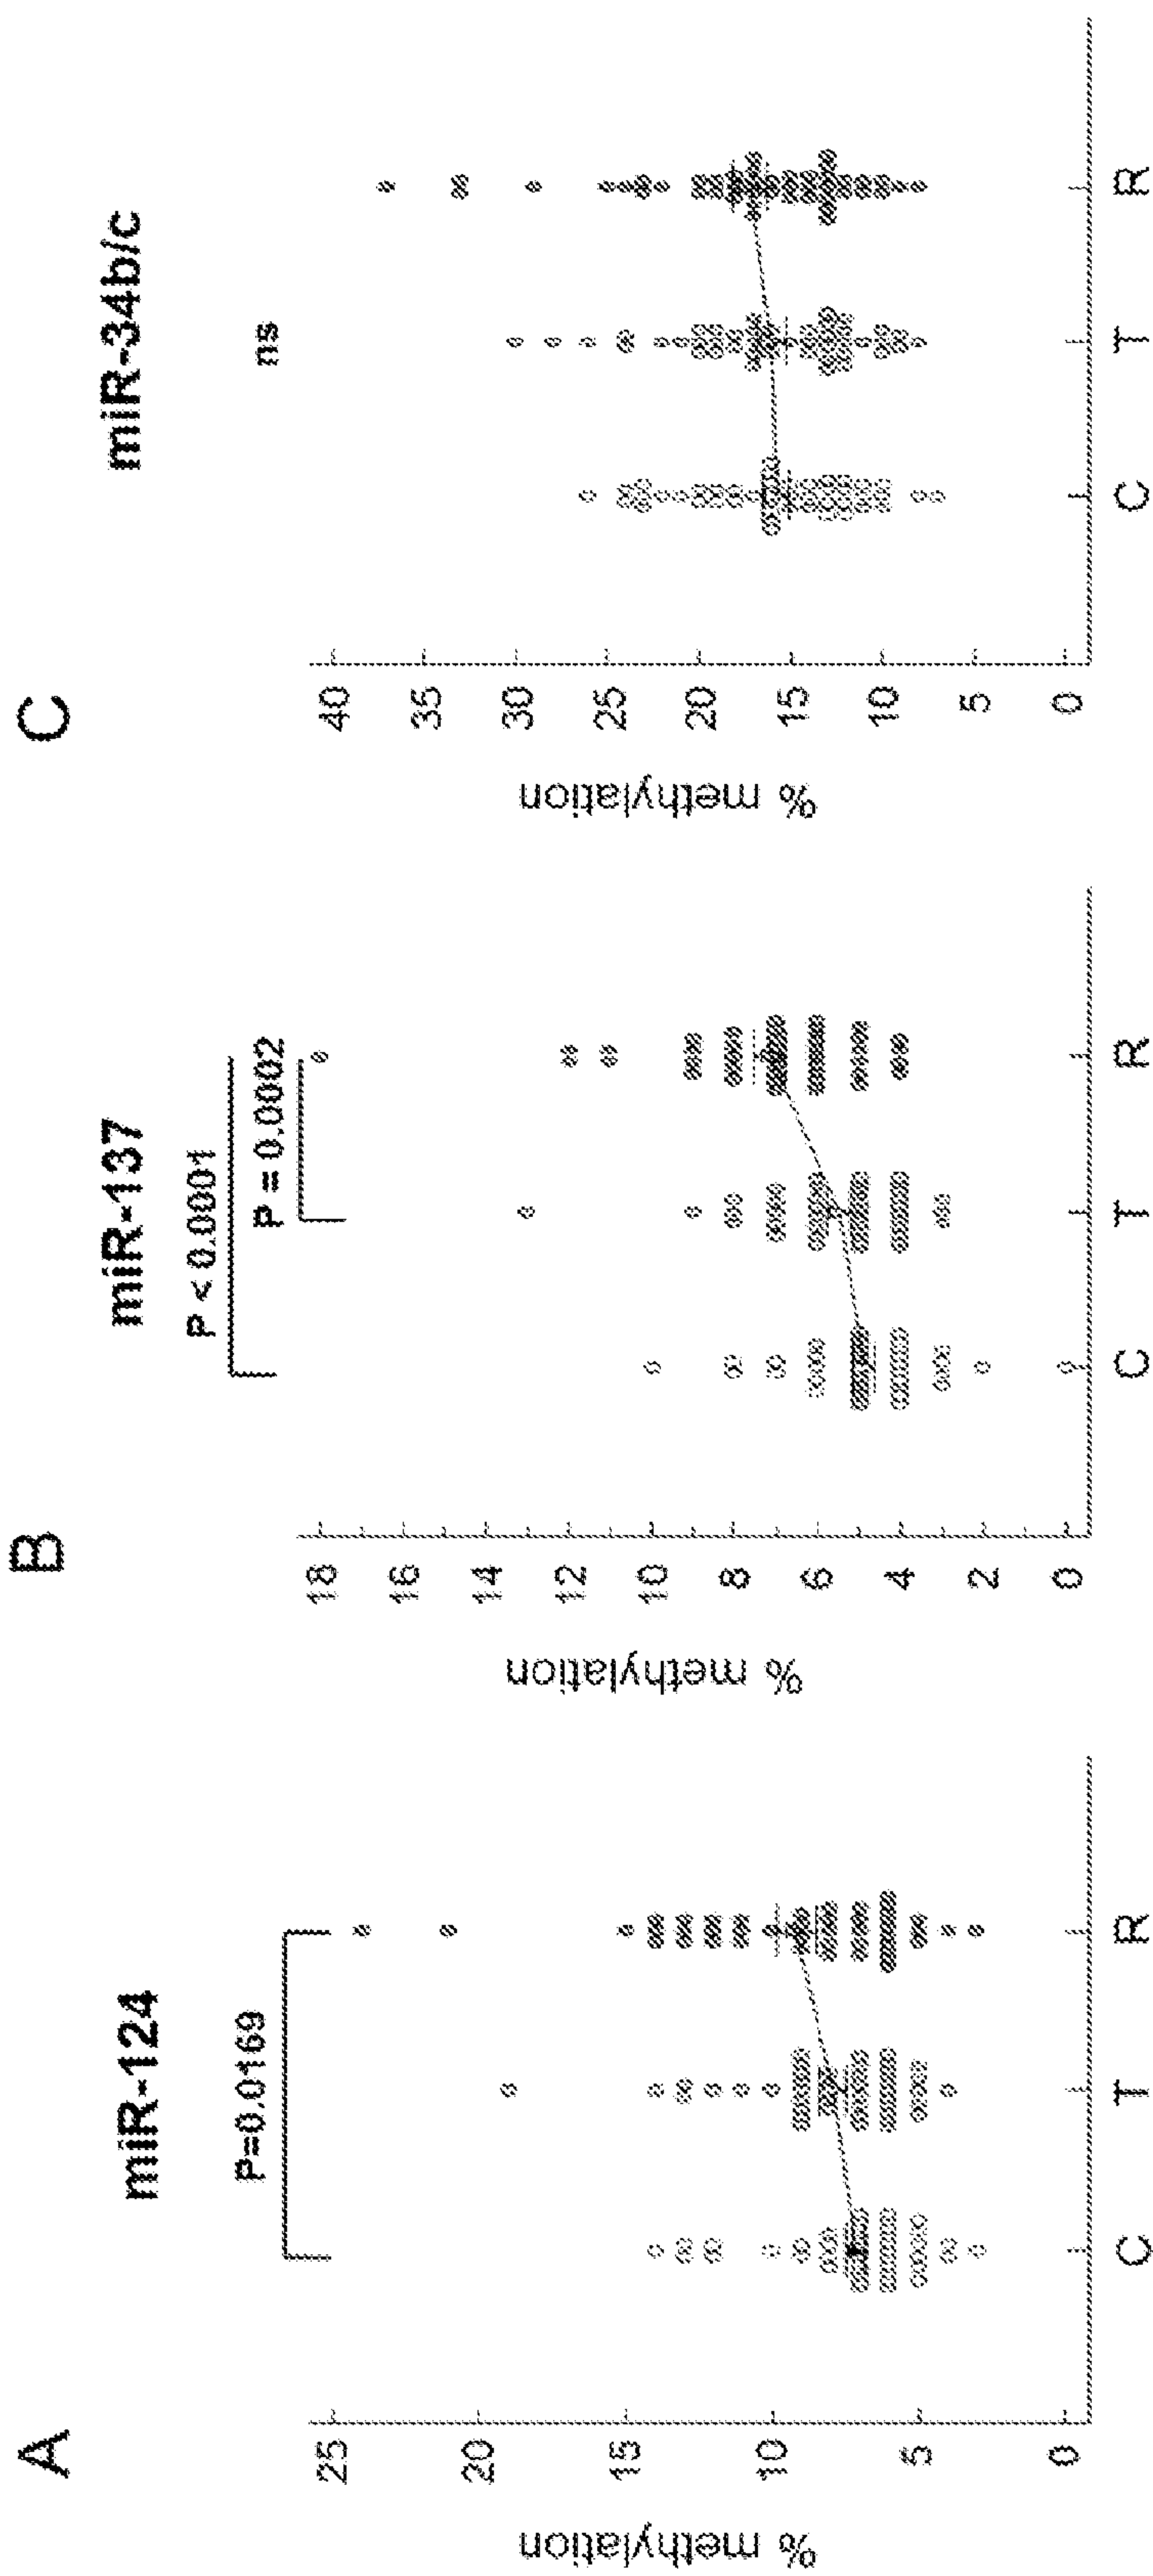 A
miR-124
P=0.0169
% methylation
25
20
15
10
5
0
C T R
B
miR-137
P < 0.0001
P = 0.0002
% methylation
18
16
14
12
10
8
6
4
2
0
C T R
C
miR-34b/c
ns
% methylation
40
35
30
25
20
15
10
5
0
C T R